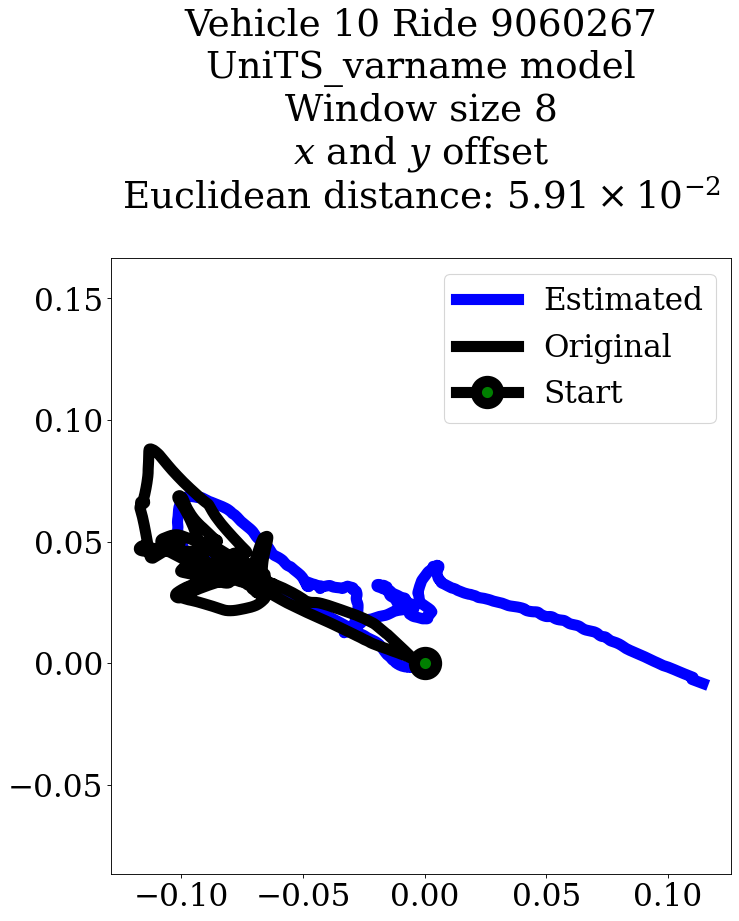 Vehicle 10 Ride 9060267
UniTS_varname model
Window size 8
x and y offset
Euclidean distance: 5.91 × 10⁻²
Estimated
Original
Start
0.15
0.10
0.05
0.00
−0.05
−0.10 −0.05 0.00 0.05 0.10